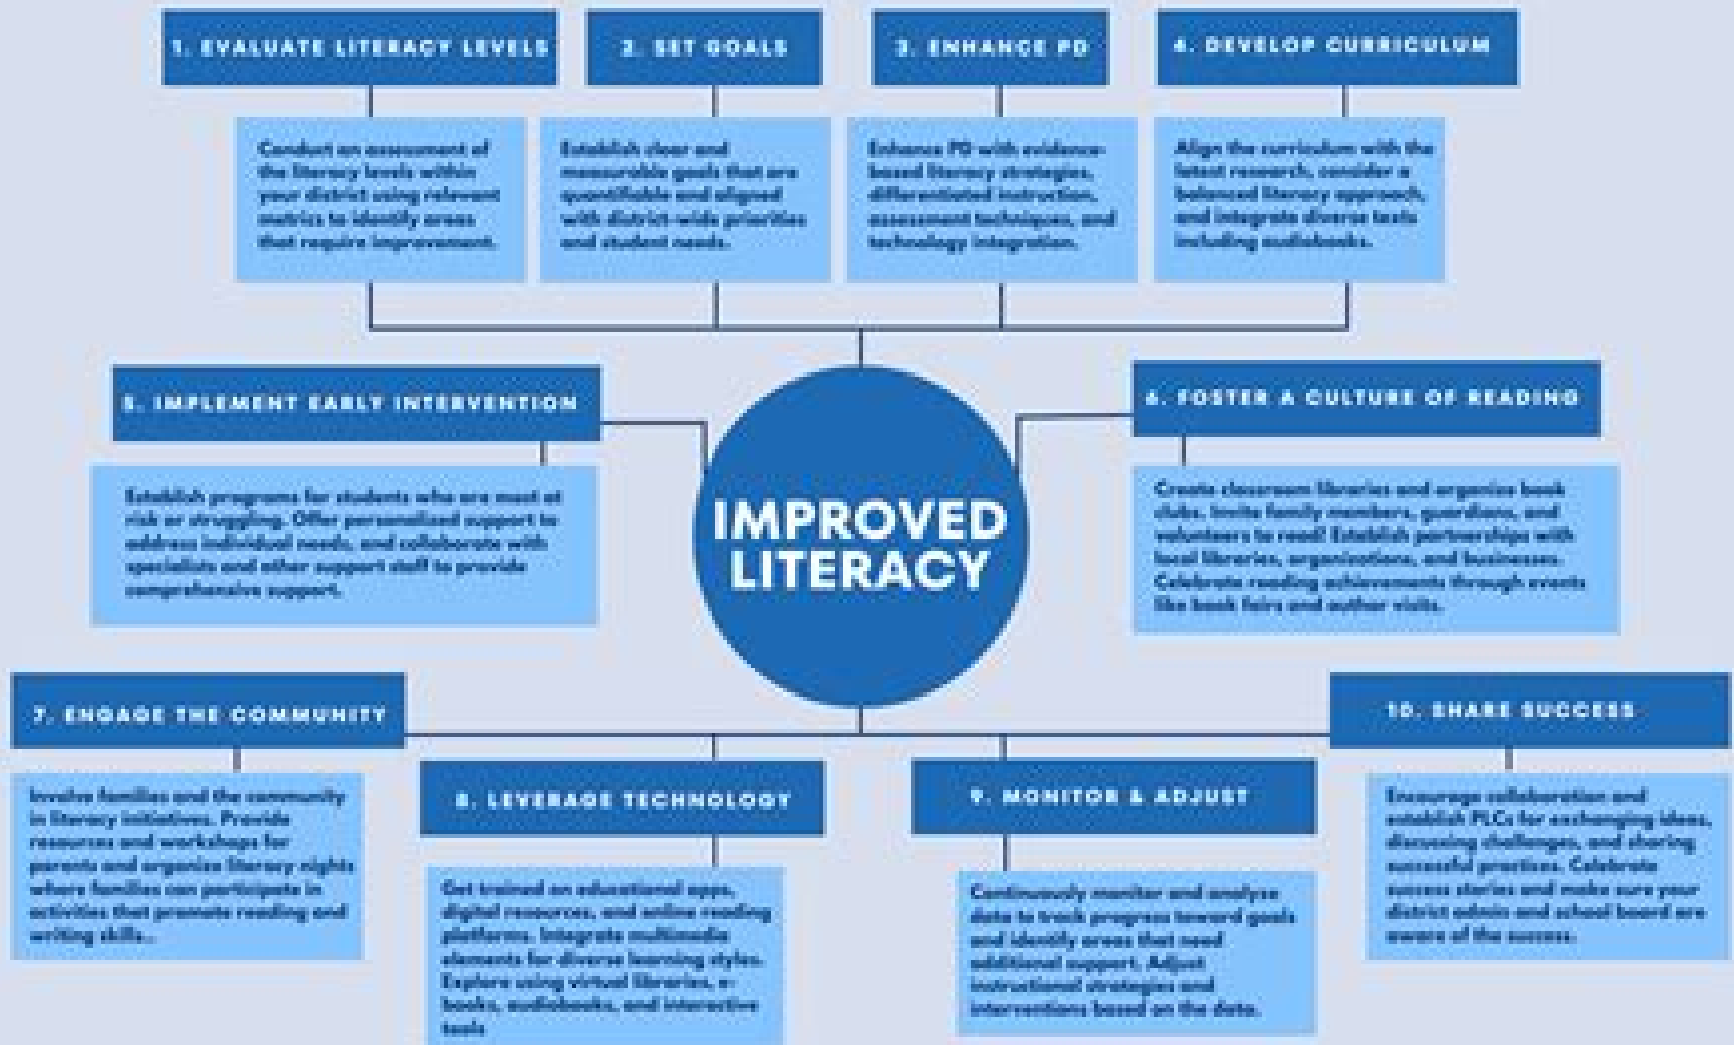 1. EVALUATE LITERACY LEVELS
Conduct an assessment of
the literacy levels within
your district using relevant
metrics to identify areas
that require improvement.
2. SET GOALS
Establish clear and
measurable goals that are
quantifiable and aligned
with district-wide priorities
and student needs.
3. ENHANCE PD
Enhance PD with evidence-
based literacy strategies,
differentiated instruction,
assessment techniques, and
technology integration.
4. DEVELOP CURRICULUM
Align the curriculum with the
latest research, consider a
balanced literacy approach,
and integrate diverse texts
including audiobooks.
5. IMPLEMENT EARLY INTERVENTION
Establish programs for students who are most at
risk or struggling. Offer personalized support to
address individual needs, and collaborate with
specialists and other support staff to provide
comprehensive support.
IMPROVED
LITERACY
6. FOSTER A CULTURE OF READING
Create classroom libraries and organize book
clubs. Invite family members, guardians, and
volunteers to read! Establish partnerships with
local libraries, organizations, and businesses.
Celebrate reading achievements through events
like book fairs and author visits.
7. ENGAGE THE COMMUNITY
Involve families and the community
in literacy initiatives. Provide
resources and workshops for
parents and organize literacy nights
where families can participate in
activities that promote reading and
writing skills..
8. LEVERAGE TECHNOLOGY
Get trained on educational apps,
digital resources, and online reading
platforms. Integrate multimedia
elements for diverse learning styles.
Explore using virtual libraries, e-
books, audiobooks, and interactive
tools
9. MONITOR & ADJUST
Continuously monitor and analyze
data to track progress toward goals
and identify areas that need
additional support. Adjust
instructional strategies and
interventions based on the data.
10. SHARE SUCCESS
Encourage collaboration and
establish PLCs for exchanging ideas,
discussing challenges, and sharing
successful practices. Celebrate
success stories and make sure your
district admin and school board are
aware of the success.